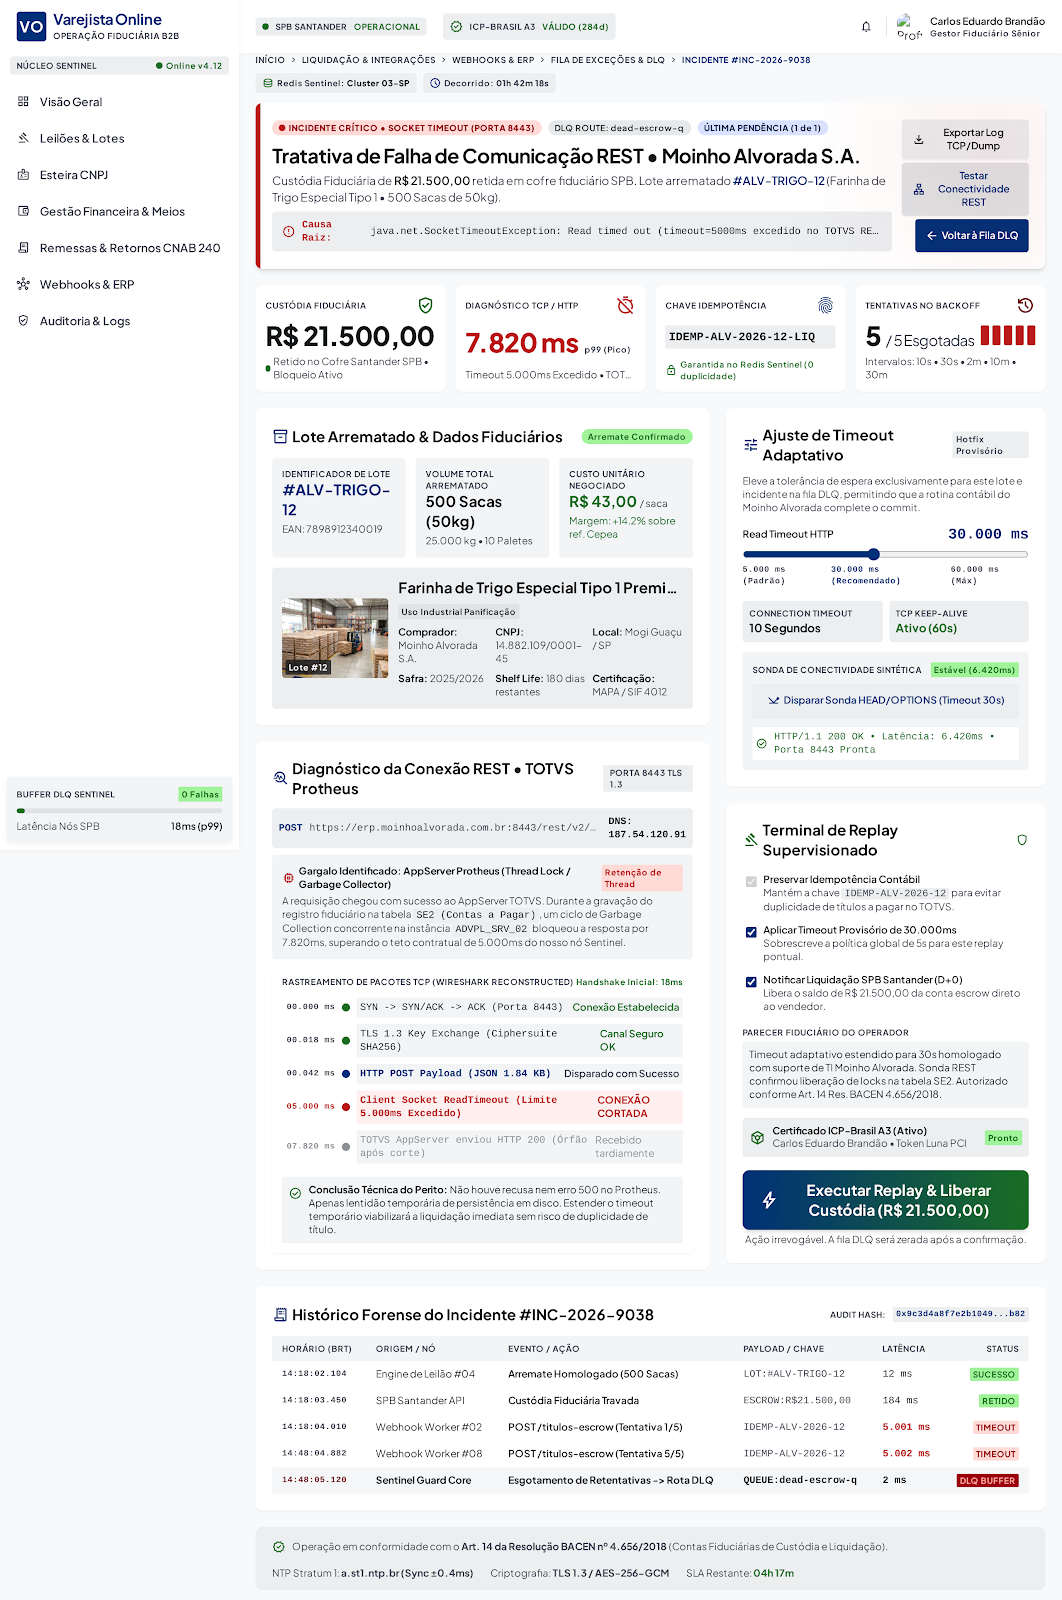 VO
Varejista Online
OPERAÇÃO FIDUCIÁRIA B2B
NÚCLEO SENTINEL
Online v4.12
Visão Geral
Leilões & Lotes
Esteira CNPJ
Gestão Financeira & Meios
Remessas & Retornos CNAB 240
Webhooks & ERP
Auditoria & Logs
BUFFER DLQ SENTINEL
0 Falhas
Latência Nós SPB
18ms (p99)
SPB SANTANDER OPERACIONAL
ICP-BRASIL A3 VÁLIDO (284d)
Carlos Eduardo Brandão
Gestor Fiduciário Sênior
INÍCIO > LIQUIDAÇÃO & INTEGRAÇÕES > WEBHOOKS & ERP > FILA DE EXCEÇÕES & DLQ > INCIDENTE #INC-2026-9038
Redis Sentinel: Cluster 03-SP
Decorrido: 01h 42m 18s
INCIDENTE CRÍTICO • SOCKET TIMEOUT (PORTA 8443)
DLQ ROUTE: dead-escrow-q
ÚLTIMA PENDÊNCIA (1 de 1)
Tratativa de Falha de Comunicação REST • Moinho Alvorada S.A.
Custódia Fiduciária de R$ 21.500,00 retida em cofre fiduciário SPB. Lote arrematado #ALV-TRIGO-12 (Farinha de
Trigo Especial Tipo 1 • 500 Sacas de 50kg).
Causa
Raiz:
java.net.SocketTimeoutException: Read timed out (timeout=5000ms excedido no TOTVS RE…
Exportar Log
TCP/Dump
Testar
Conectividade
REST
← Voltar à Fila DLQ
CUSTÓDIA FIDUCIÁRIA
R$ 21.500,00
Retido no Cofre Santander SPB •
Bloqueio Ativo
DIAGNÓSTICO TCP / HTTP
7.820 ms p99 (Pico)
Timeout 5.000ms Excedido • TOT…
CHAVE IDEMPOTÊNCIA
IDEMP-ALV-2026-12-LIQ
Garantida no Redis Sentinel (0
duplicidade)
TENTATIVAS NO BACKOFF
5 / 5 Esgotadas
Intervalos: 10s • 30s • 2m • 10m •
30m
Lote Arrematado & Dados Fiduciários
Arremate Confirmado
IDENTIFICADOR DE LOTE
#ALV-TRIGO-
12
EAN: 7898912340019
VOLUME TOTAL
ARREMATADO
500 Sacas
(50kg)
25.000 kg • 10 Paletes
CUSTO UNITÁRIO
NEGOCIADO
R$ 43,00 / saca
Margem: +14.2% sobre
ref. Cepea
Lote #12
Farinha de Trigo Especial Tipo 1 Premi…
Uso Industrial Panificação
Comprador:
Moinho Alvorada
S.A.
CNPJ:
14.882.109/0001-
45
Local: Mogi Guaçu
/ SP
Safra: 2025/2026
Shelf Life: 180 dias
restantes
Certificação:
MAPA / SIF 4012
Diagnóstico da Conexão REST • TOTVS
Protheus
PORTA 8443 TLS
1.3
POST https://erp.moinhoalvorada.com.br:8443/rest/v2/…
DNS:
187.54.120.91
Gargalo Identificado: AppServer Protheus (Thread Lock /
Garbage Collector)
Retenção de
Thread
A requisição chegou com sucesso ao AppServer TOTVS. Durante a gravação do
registro fiduciário na tabela SE2 (Contas a Pagar) , um ciclo de Garbage
Collection concorrente na instância ADVPL_SRV_02 bloqueou a resposta por
7.820ms, superando o teto contratual de 5.000ms do nosso nó Sentinel.
RASTREAMENTO DE PACOTES TCP (WIRESHARK RECONSTRUCTED) Handshake Inicial: 18ms
00.000 ms SYN -> SYN/ACK -> ACK (Porta 8443) Conexão Estabelecida
00.018 ms TLS 1.3 Key Exchange (Ciphersuite
SHA256)
Canal Seguro
OK
00.042 ms HTTP POST Payload (JSON 1.84 KB) Disparado com Sucesso
05.000 ms Client Socket ReadTimeout (Limite
5.000ms Excedido)
CONEXÃO
CORTADA
07.820 ms TOTVS AppServer enviou HTTP 200 (Órfão
após corte)
Recebido
tardiamente
Conclusão Técnica do Perito: Não houve recusa nem erro 500 no Protheus.
Apenas lentidão temporária de persistência em disco. Estender o timeout
temporário viabilizará a liquidação imediata sem risco de duplicidade de
título.
Ajuste de Timeout
Adaptativo
Hotfix
Provisório
Eleve a tolerância de espera exclusivamente para este lote e
incidente na fila DLQ, permitindo que a rotina contábil do
Moinho Alvorada complete o commit.
Read Timeout HTTP
30.000 ms
5.000 ms
(Padrão)
30.000 ms
(Recomendado)
60.000 ms
(Máx)
CONNECTION TIMEOUT
10 Segundos
TCP KEEP-ALIVE
Ativo (60s)
SONDA DE CONECTIVIDADE SINTÉTICA
Estável (6.420ms)
Disparar Sonda HEAD/OPTIONS (Timeout 30s)
HTTP/1.1 200 OK • Latência: 6.420ms •
Porta 8443 Pronta
Terminal de Replay
Supervisionado
Preservar Idempotência Contábil
Mantém a chave IDEMP-ALV-2026-12 para evitar
duplicidade de títulos a pagar no TOTVS.
Aplicar Timeout Provisório de 30.000ms
Sobrescreve a política global de 5s para este replay
pontual.
Notificar Liquidação SPB Santander (D+0)
Libera o saldo de R$ 21.500,00 da conta escrow direto
ao vendedor.
PARECER FIDUCIÁRIO DO OPERADOR
Timeout adaptativo estendido para 30s homologado
com suporte de TI Moinho Alvorada. Sonda REST
confirmou liberação de locks na tabela SE2. Autorizado
conforme Art. 14 Res. BACEN 4.656/2018.
Certificado ICP-Brasil A3 (Ativo)
Carlos Eduardo Brandão • Token Luna PCI
Pronto
Executar Replay & Liberar
Custódia (R$ 21.500,00)
Ação irrevogável. A fila DLQ será zerada após a confirmação.
Histórico Forense do Incidente #INC-2026-9038
AUDIT HASH: 0x9c3d4a8f7e2b1049...b82
HORÁRIO (BRT) ORIGEM / NÓ EVENTO / AÇÃO PAYLOAD / CHAVE LATÊNCIA STATUS
14:18:02.104 Engine de Leilão #04 Arremate Homologado (500 Sacas) LOT:#ALV-TRIGO-12 12 ms SUCESSO
14:18:03.450 SPB Santander API Custódia Fiduciária Travada ESCROW:R$21.500,00 184 ms RETIDO
14:18:04.010 Webhook Worker #02 POST /titulos-escrow (Tentativa 1/5) IDEMP-ALV-2026-12 5.001 ms TIMEOUT
14:48:04.882 Webhook Worker #08 POST /titulos-escrow (Tentativa 5/5) IDEMP-ALV-2026-12 5.002 ms TIMEOUT
14:48:05.120 Sentinel Guard Core Esgotamento de Retentativas -> Rota DLQ QUEUE:dead-escrow-q 2 ms DLQ BUFFER
Operação em conformidade com o Art. 14 da Resolução BACEN nº 4.656/2018 (Contas Fiduciárias de Custódia e Liquidação).
NTP Stratum 1: a.st1.ntp.br (Sync ±0.4ms) Criptografia: TLS 1.3 / AES-256-GCM SLA Restante: 04h 17m